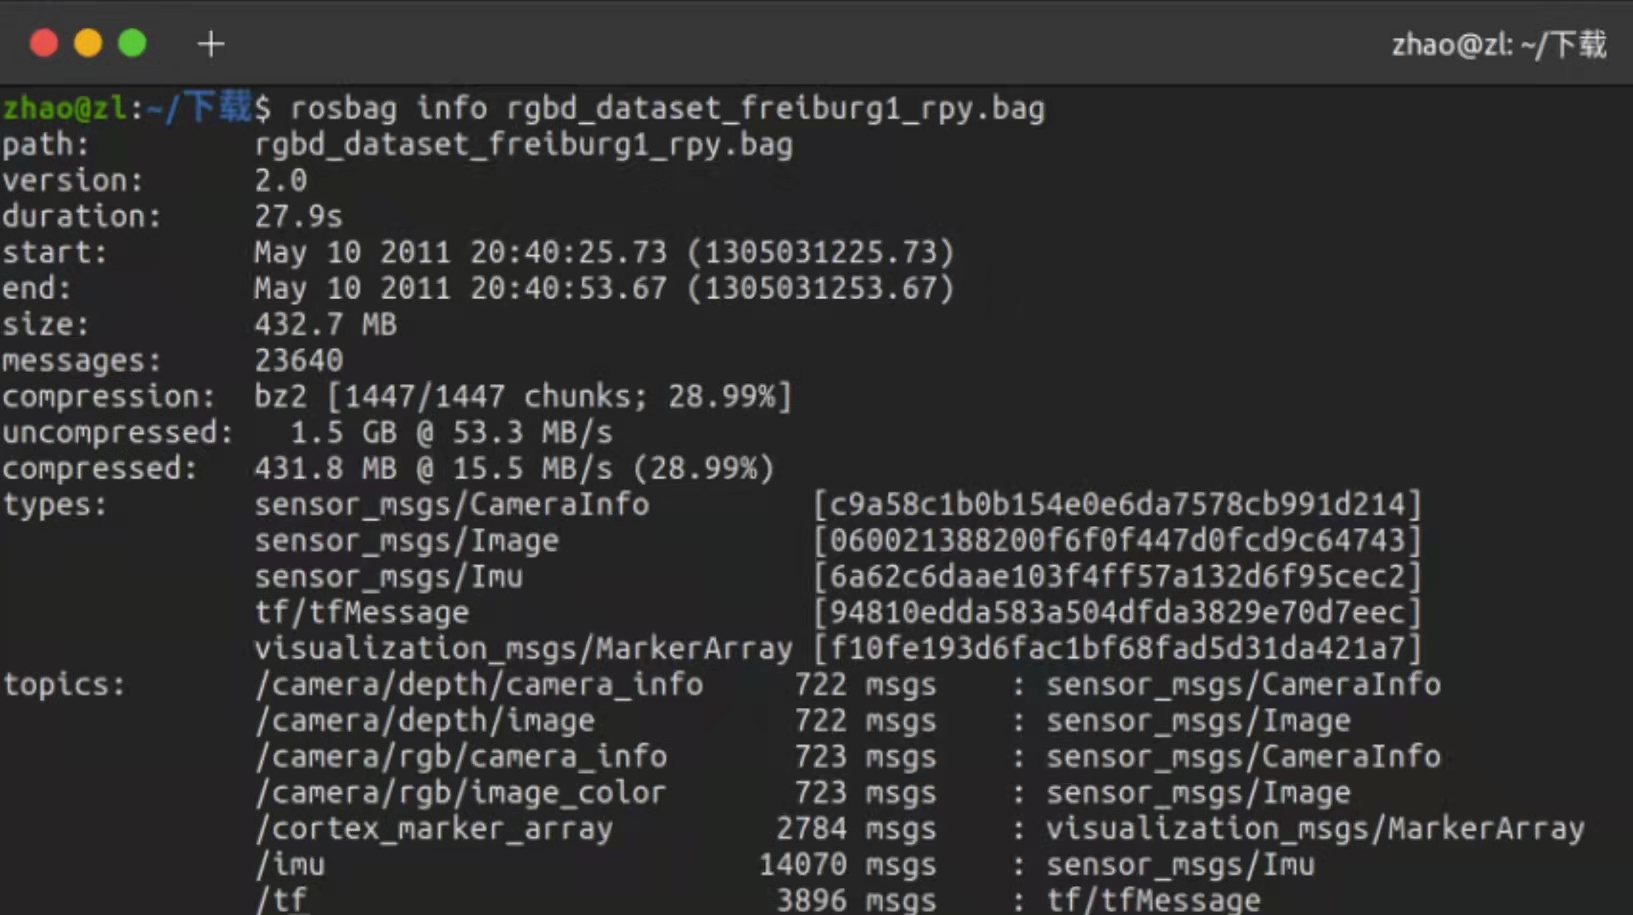 zhao@zl: ~/下载
zhao@zl:~/下载$ rosbag info rgbd_dataset_freiburg1_rpy.bag
path:        rgbd_dataset_freiburg1_rpy.bag
version:     2.0
duration:    27.9s
start:       May 10 2011 20:40:25.73 (1305031225.73)
end:         May 10 2011 20:40:53.67 (1305031253.67)
size:        432.7 MB
messages:    23640
compression: bz2 [1447/1447 chunks; 28.99%]
uncompressed:   1.5 GB @ 53.3 MB/s
compressed:  431.8 MB @ 15.5 MB/s (28.99%)
types:       sensor_msgs/CameraInfo         [c9a58c1b0b154e0e6da7578cb991d214]
             sensor_msgs/Image              [060021388200f6f0f447d0fcd9c64743]
             sensor_msgs/Imu                [6a62c6daae103f4ff57a132d6f95cec2]
             tf/tfMessage                   [94810edda583a504dfda3829e70d7eec]
             visualization_msgs/MarkerArray [f10fe193d6fac1bf68fad5d31da421a7]
topics:      /camera/depth/camera_info     722 msgs    : sensor_msgs/CameraInfo
             /camera/depth/image           722 msgs    : sensor_msgs/Image
             /camera/rgb/camera_info       723 msgs    : sensor_msgs/CameraInfo
             /camera/rgb/image_color       723 msgs    : sensor_msgs/Image
             /cortex_marker_array         2784 msgs    : visualization_msgs/MarkerArray
             /imu                        14070 msgs    : sensor_msgs/Imu
             /tf                          3896 msgs    : tf/tfMessage